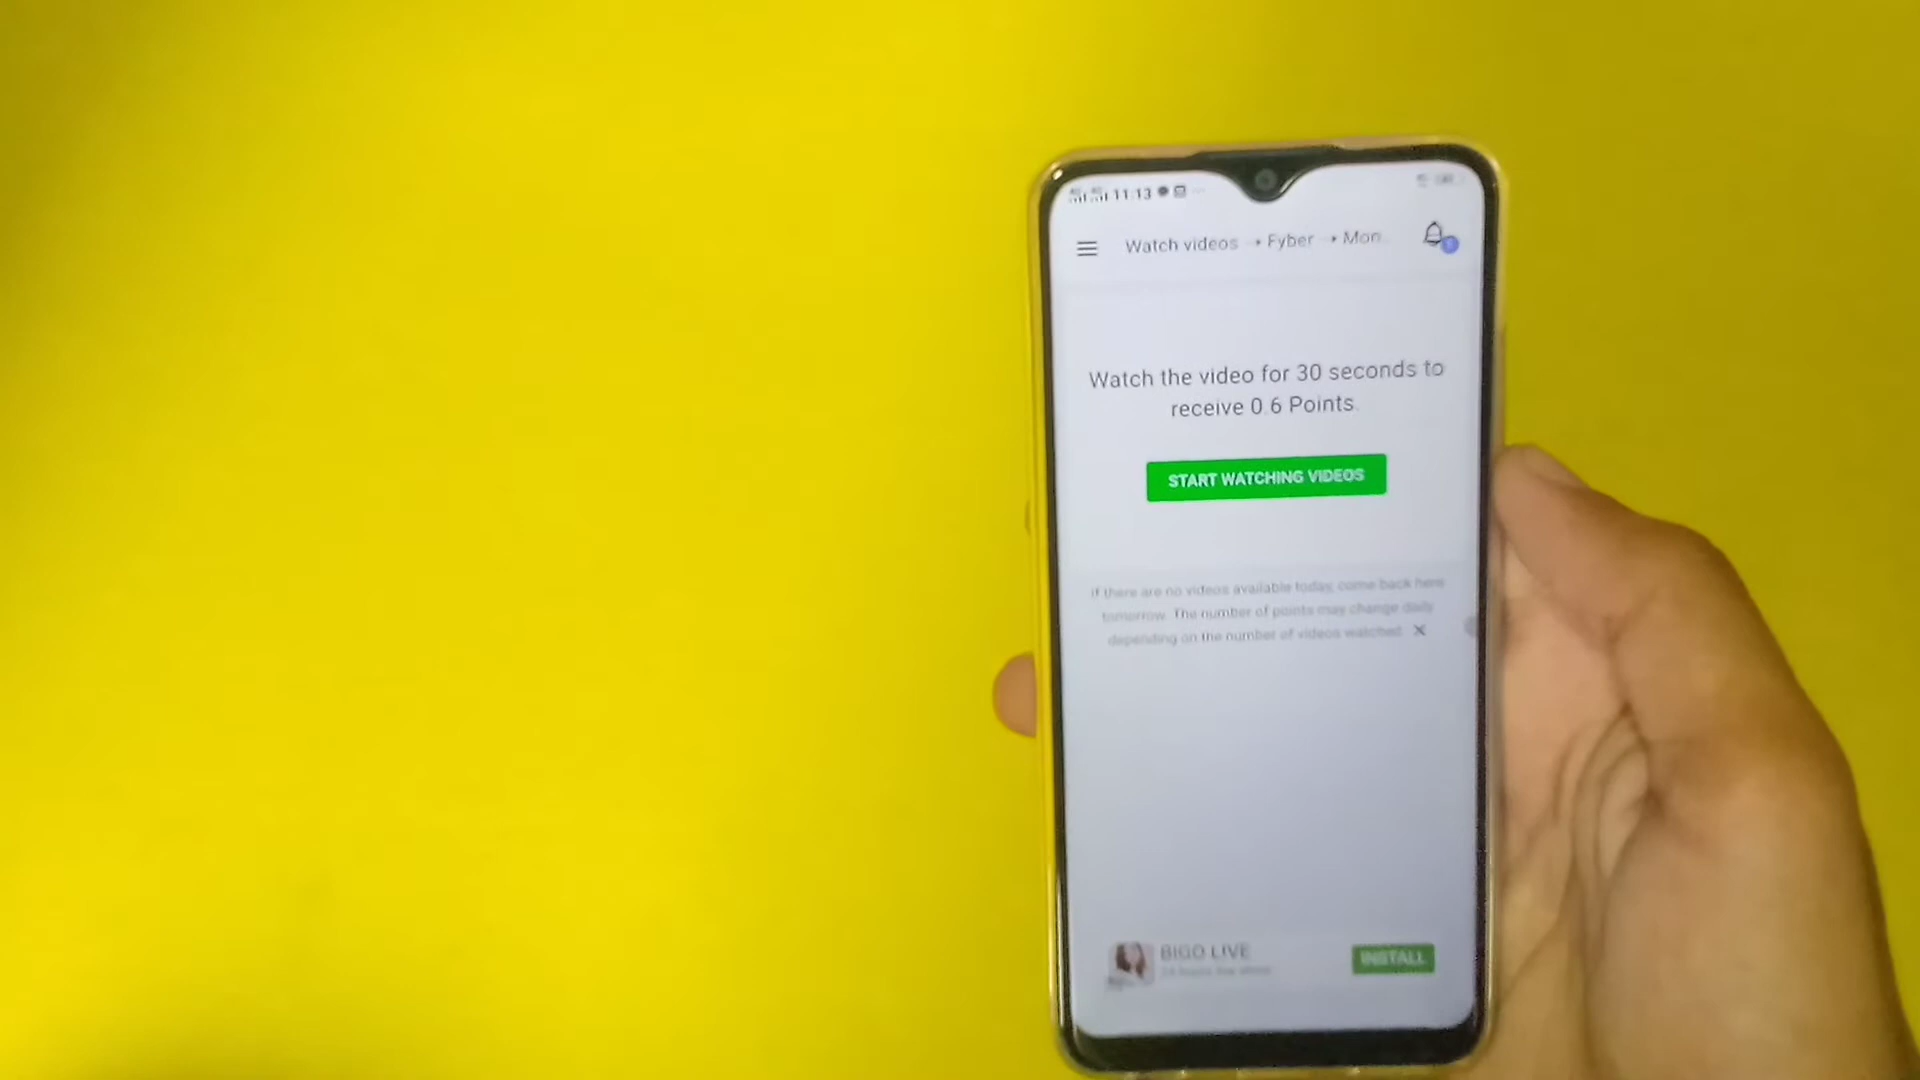 11:13
Watch videos → Fyber → Mon...
Watch the video for 30 seconds to
receive 0.6 Points.
START WATCHING VIDEOS
If there are no videos available today, come back here
tomorrow. The number of points may change daily
depending on the number of videos watched.
BIGO LIVE
INSTALL